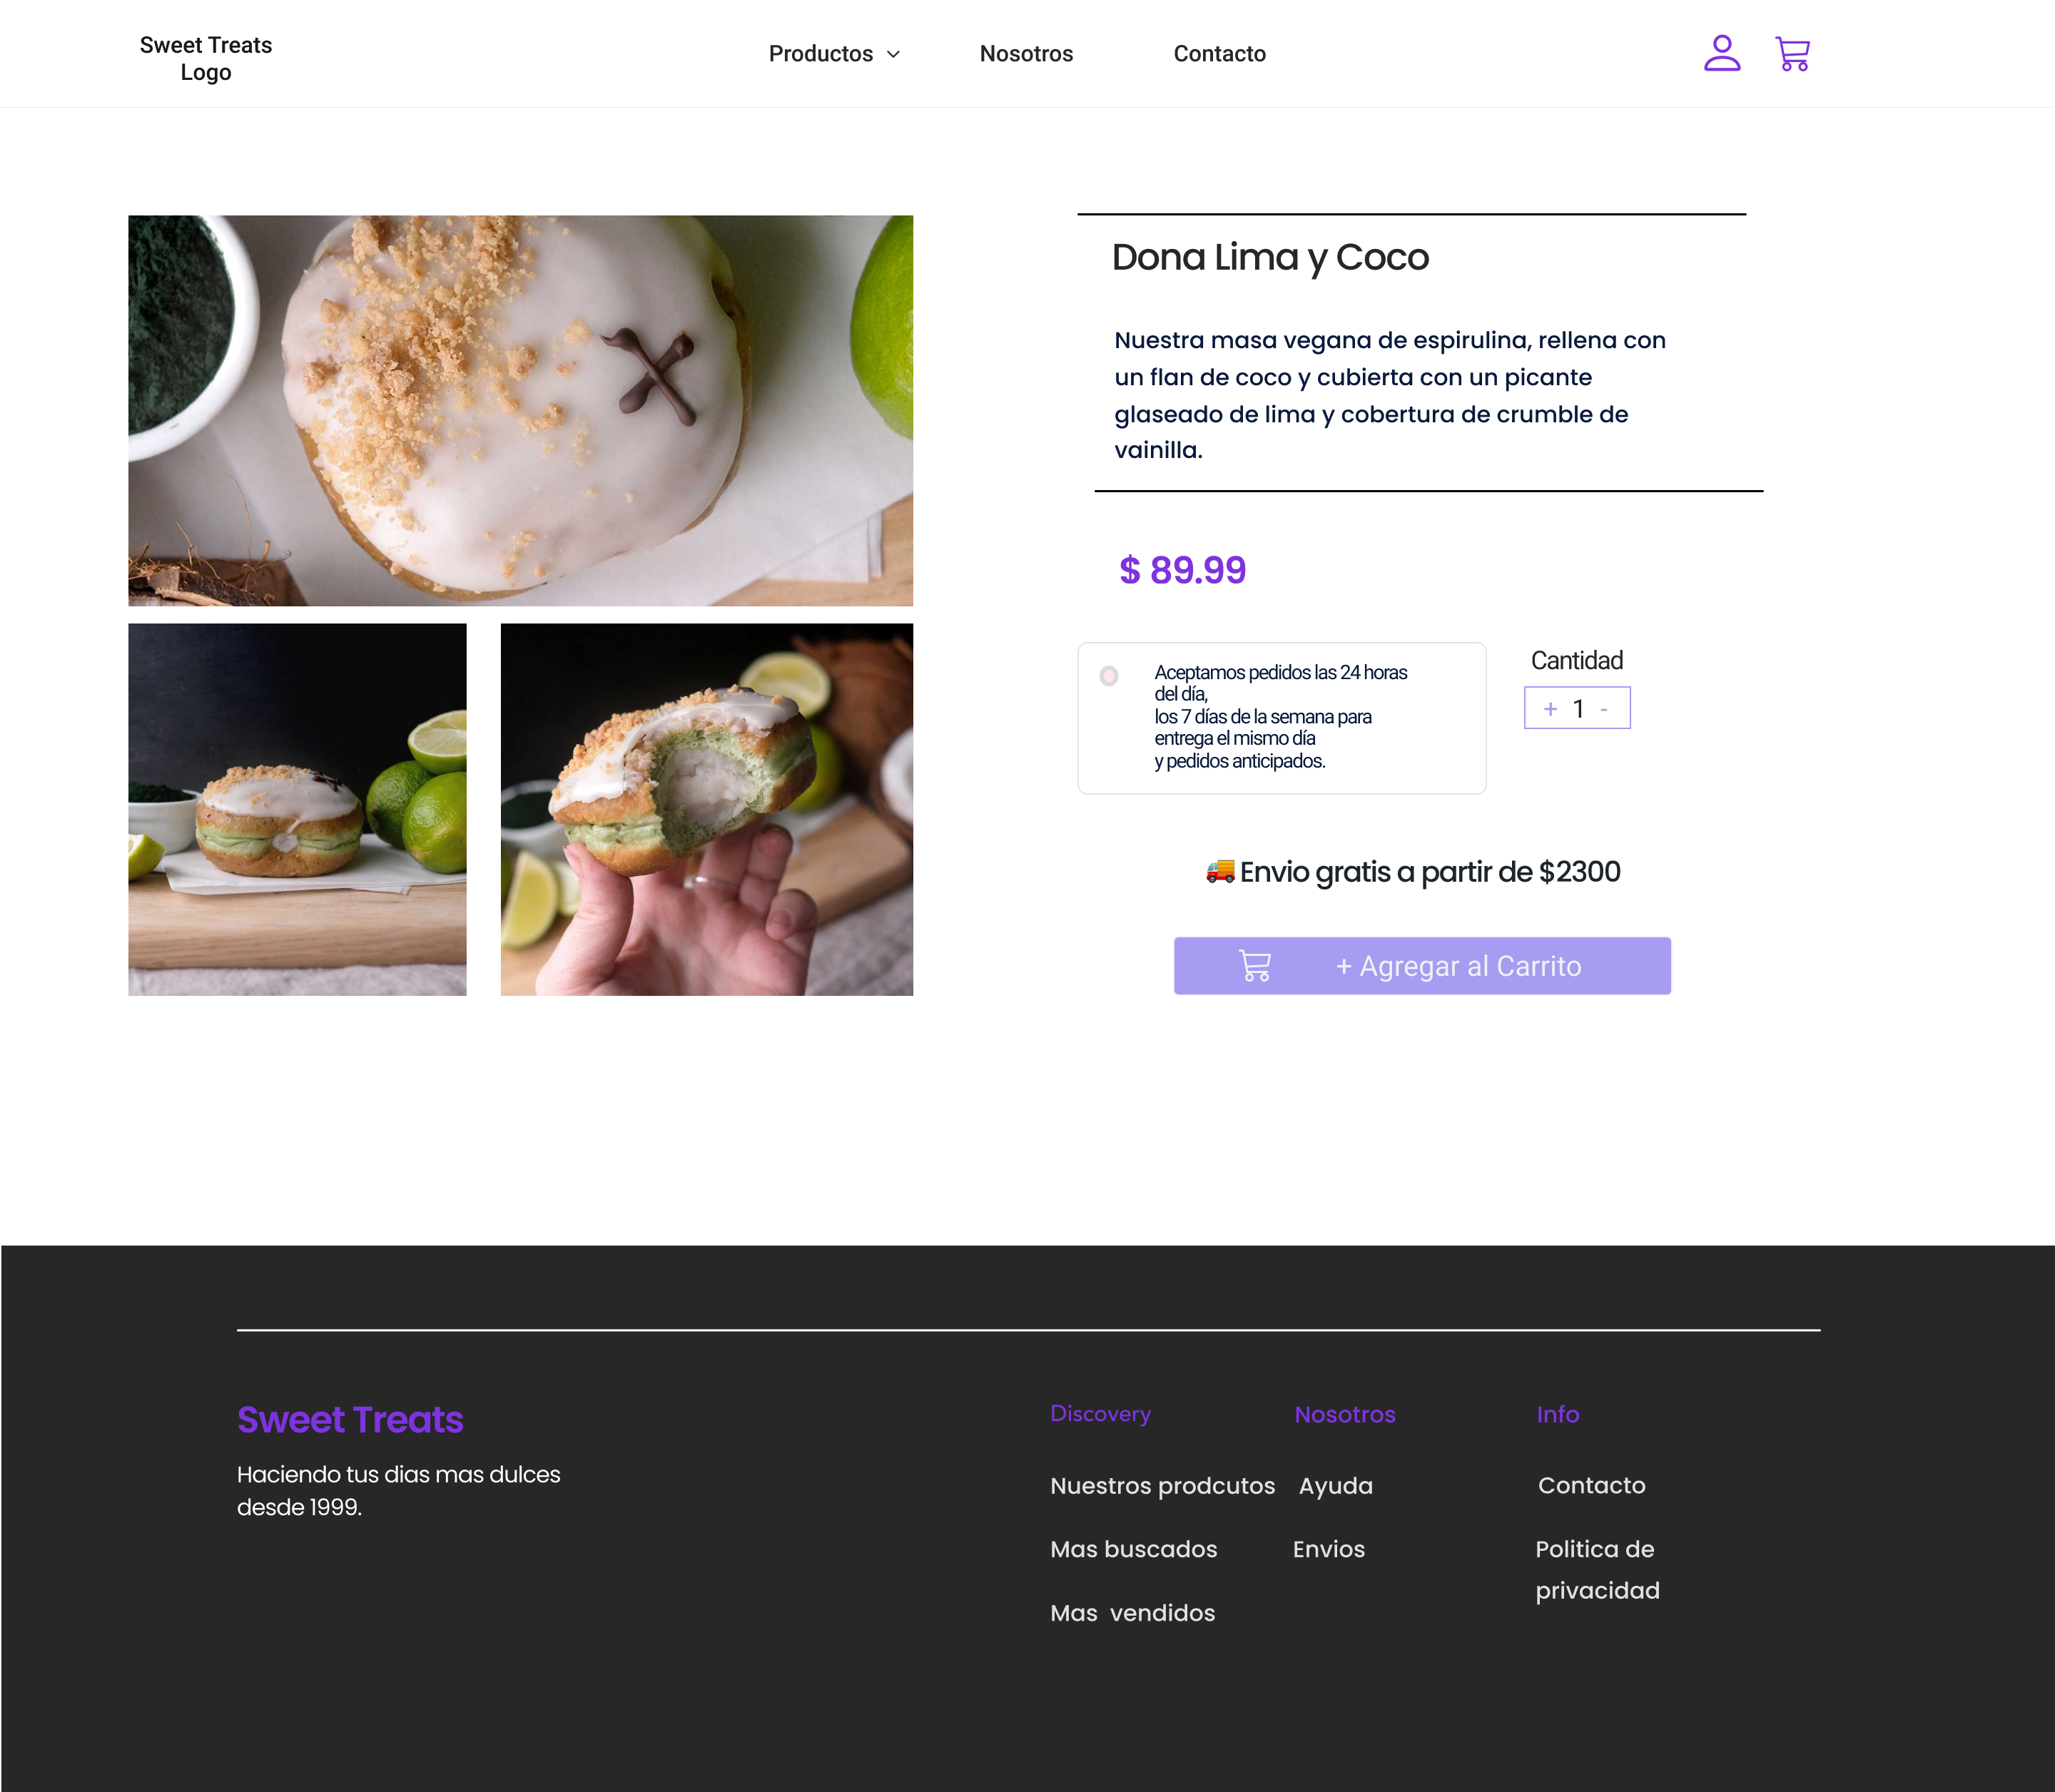 Sweet Treats
Logo
Productos
Nosotros
Contacto
Dona Lima y Coco
Nuestra masa vegana de espirulina, rellena con
un flan de coco y cubierta con un picante
glaseado de lima y cobertura de crumble de
vainilla.
$ 89.99
Aceptamos pedidos las 24 horas
del día,
los 7 días de la semana para
entrega el mismo día
y pedidos anticipados.
Cantidad
+ 1 -
🚚 Envio gratis a partir de $2300
+ Agregar al Carrito
Sweet Treats
Haciendo tus dias mas dulces
desde 1999.
Discovery
Nuestros prodcutos
Mas buscados
Mas vendidos
Nosotros
Ayuda
Envios
Info
Contacto
Politica de
privacidad